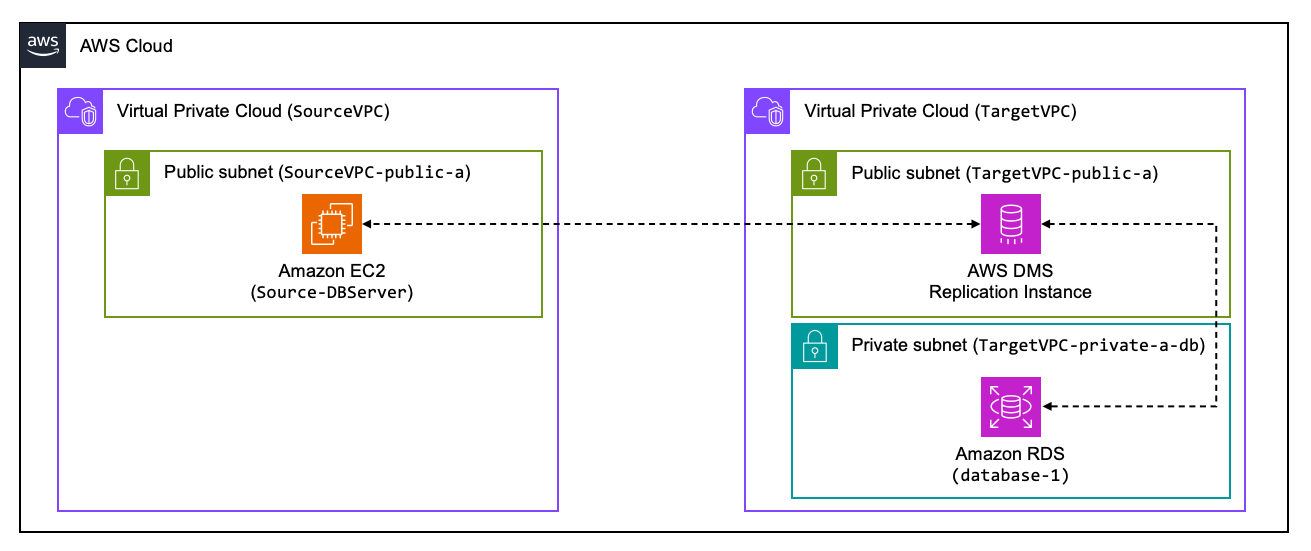 aws
AWS Cloud
Virtual Private Cloud (SourceVPC)
Public subnet (SourceVPC-public-a)
Amazon EC2
(Source-DBServer)
Virtual Private Cloud (TargetVPC)
Public subnet (TargetVPC-public-a)
AWS DMS
Replication Instance
Private subnet (TargetVPC-private-a-db)
Amazon RDS
(database-1)